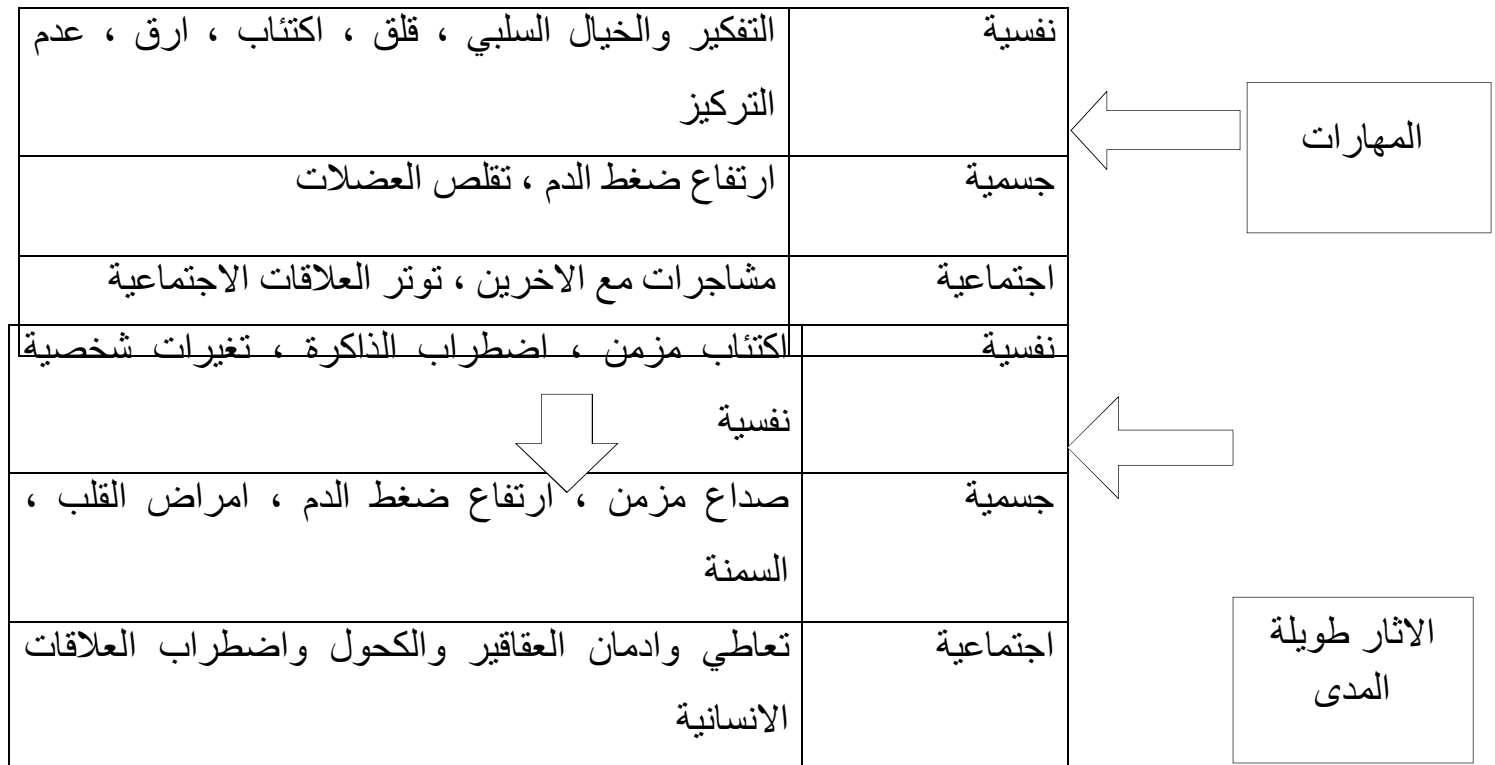 نفسية
التفكير والخيال السلبي ، قلق ، اكتئاب ، ارق ، عدم
التركيز
المهارات
جسمية
ارتفاع ضغط الدم ، تقلص العضلات
اجتماعية
مشاجرات مع الاخرين ، توتر العلاقات الاجتماعية
نفسية
اكتئاب مزمن ، اضطراب الذاكرة ، تغيرات شخصية
نفسية
جسمية
صداع مزمن ، ارتفاع ضغط الدم ، امراض القلب ،
السمنة
الاثار طويلة
المدى
اجتماعية
تعاطي وادمان العقاقير والكحول واضطراب العلاقات
الانسانية